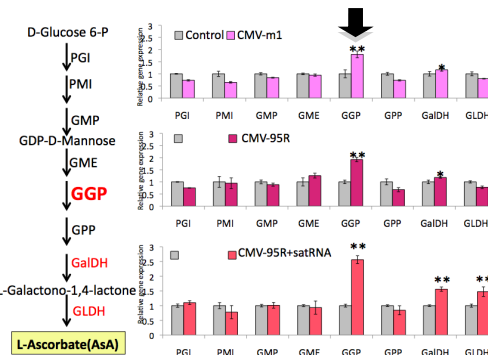 D-Glucose 6-P
PGI
PMI
GMP
GDP-D-Mannose
GME
GGP
GPP
GalDH
L-Galactono-1,4-lactone
GLDH
L-Ascorbate(AsA)
Control CMV-m1
Relative gene expression
3
2.5
2
1.5
1
0.5
0
**
*
PGI PMI GMP GME GGP GPP GalDH GLDH
CMV-95R
Relative gene expression
3
2.5
2
1.5
1
0.5
0
**
*
PGI PMI GMP GME GGP GPP GalDH GLDH
CMV-95R+satRNA
Relative gene expression
3
2.5
2
1.5
1
0.5
**
**
**
PGI PMI GMP GME GGP GPP GalDH GLDH